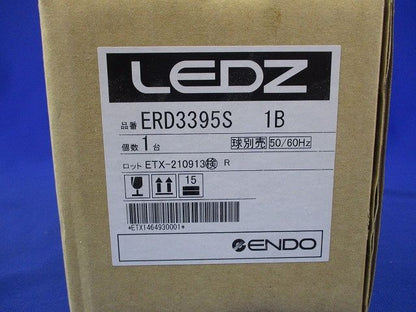 LEDZ
品番 ERD3395S 1B
個数 1台 球別売 50/60Hz
ロット ETX-210913 検 R
15
*ETX1464930001*
ENDO